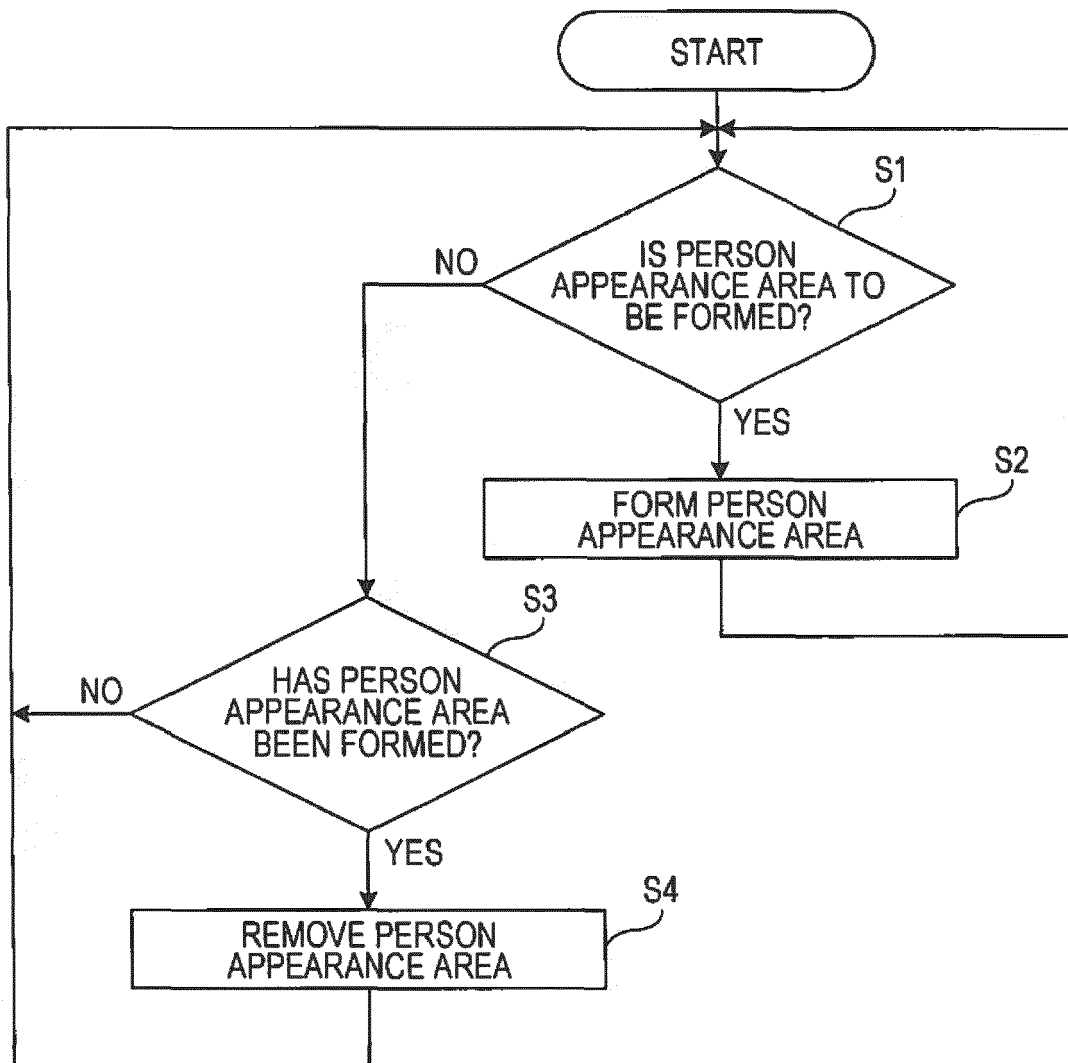 START
S1
IS PERSON
APPEARANCE AREA TO
BE FORMED?
NO
YES
S2
FORM PERSON
APPEARANCE AREA
S3
HAS PERSON
APPEARANCE AREA
BEEN FORMED?
NO
YES
S4
REMOVE PERSON
APPEARANCE AREA